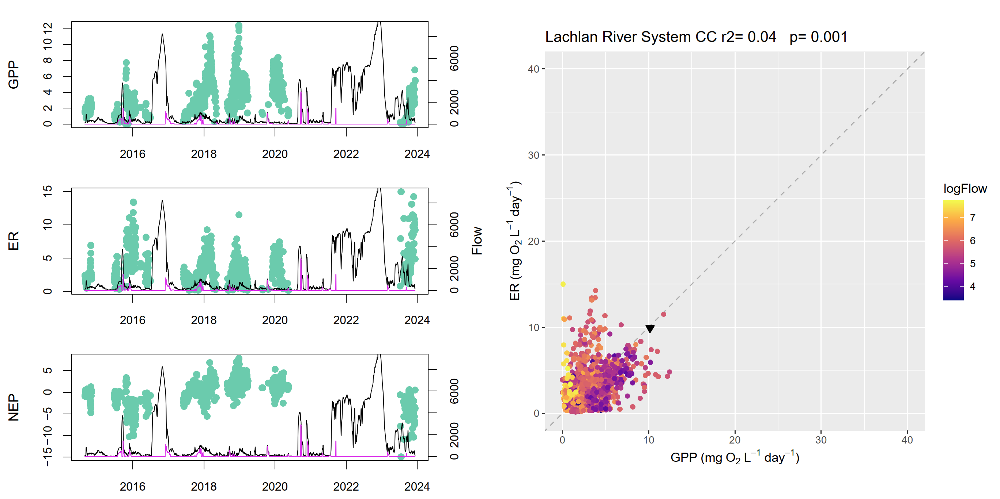 GPP
0 2 4 6 8 10 12
0 2000 6000
2016 2018 2020 2022 2024
ER
0 5 10 15
0 2000 6000
Flow
2016 2018 2020 2022 2024
NEP
−15 −10 −5 0 5
0 2000 6000
2016 2018 2020 2022 2024
Lachlan River System CC r2= 0.04 p= 0.001
ER (mg O₂ L⁻¹ day⁻¹)
40
30
20
10
0
0 10 20 30 40
GPP (mg O₂ L⁻¹ day⁻¹)
logFlow
7
6
5
4